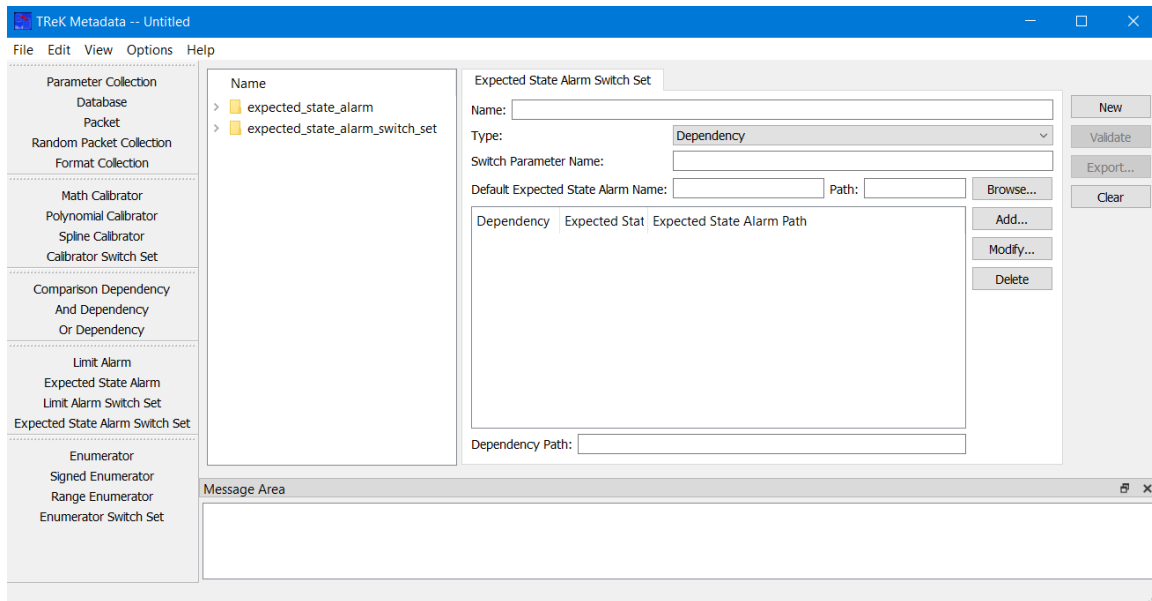 TReK Metadata -- Untitled
File Edit View Options Help
Parameter Collection
Database
Packet
Random Packet Collection
Format Collection
Math Calibrator
Polynomial Calibrator
Spline Calibrator
Calibrator Switch Set
Comparison Dependency
And Dependency
Or Dependency
Limit Alarm
Expected State Alarm
Limit Alarm Switch Set
Expected State Alarm Switch Set
Enumerator
Signed Enumerator
Range Enumerator
Enumerator Switch Set
Name
expected_state_alarm
expected_state_alarm_switch_set
Expected State Alarm Switch Set
Name:
Type: Dependency
Switch Parameter Name:
Default Expected State Alarm Name: Path: Browse...
Dependency Expected Stat Expected State Alarm Path
Add...
Modify...
Delete
Dependency Path:
New
Validate
Export...
Clear
Message Area